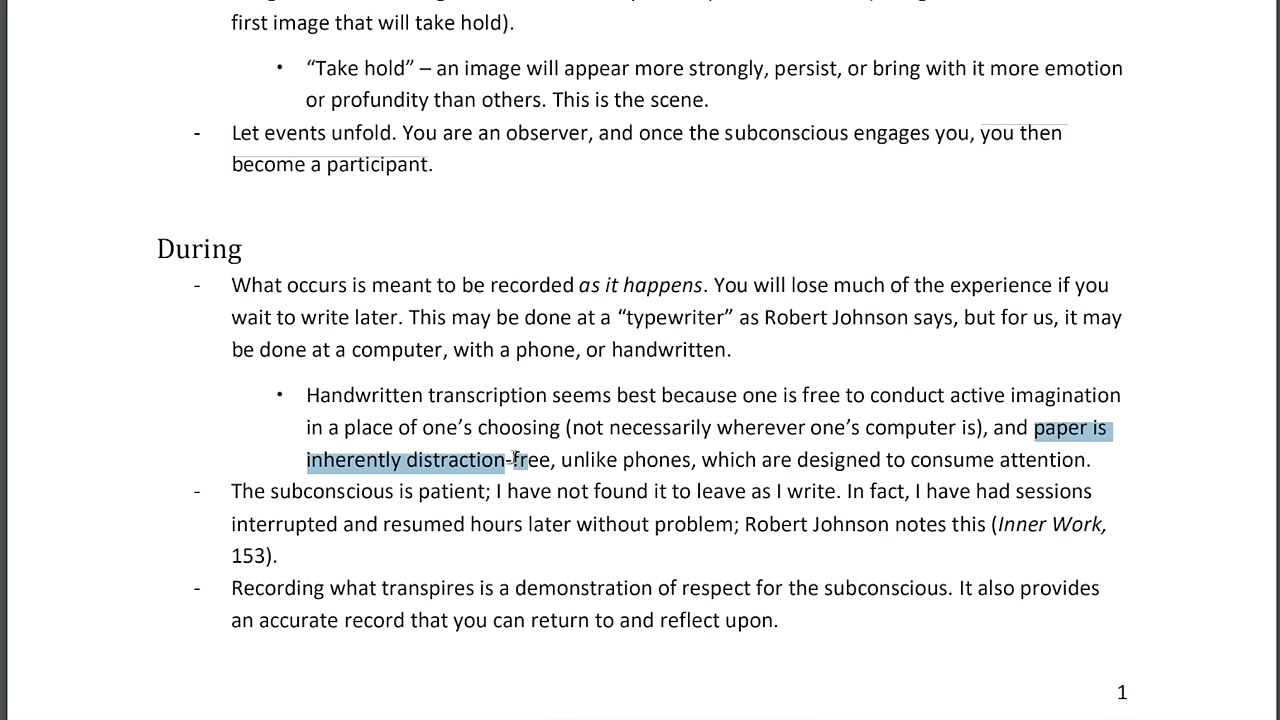 first image that will take hold).
• “Take hold” – an image will appear more strongly, persist, or bring with it more emotion
or profundity than others. This is the scene.
- Let events unfold. You are an observer, and once the subconscious engages you, you then
become a participant.
During
- What occurs is meant to be recorded as it happens. You will lose much of the experience if you
wait to write later. This may be done at a “typewriter” as Robert Johnson says, but for us, it may
be done at a computer, with a phone, or handwritten.
• Handwritten transcription seems best because one is free to conduct active imagination
in a place of one’s choosing (not necessarily wherever one’s computer is), and paper is
inherently distraction-free, unlike phones, which are designed to consume attention.
- The subconscious is patient; I have not found it to leave as I write. In fact, I have had sessions
interrupted and resumed hours later without problem; Robert Johnson notes this (Inner Work,
153).
- Recording what transpires is a demonstration of respect for the subconscious. It also provides
an accurate record that you can return to and reflect upon.
1